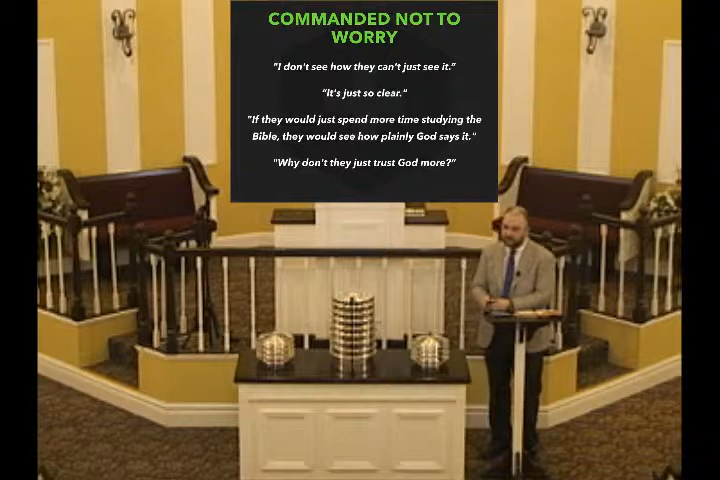 COMMANDED NOT TO
WORRY
"I don't see how they can't just see it."
"It's just so clear."
"If they would just spend more time studying the
Bible, they would see how plainly God says it."
"Why don't they just trust God more?"